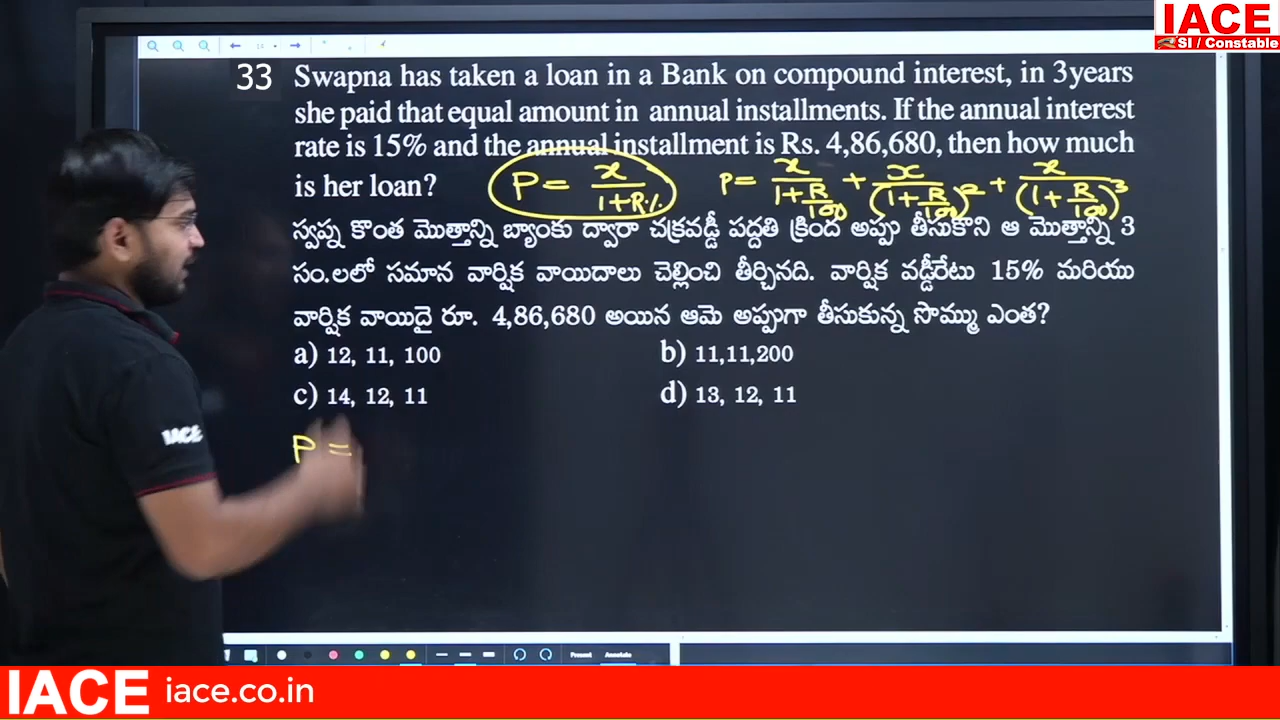 IACE
SI / Constable
33 Swapna has taken a loan in a Bank on compound interest, in 3years
she paid that equal amount in annual installments. If the annual interest
rate is 15% and the annual installment is Rs. 4,86,680, then how much
is her loan?
P = x/(1+R%)
P = x/(1+R/100) + x/(1+R/100)² + x/(1+R/100)³
స్వప్న కొంత మొత్తాన్ని బ్యాంకు ద్వారా చక్రవడ్డీ పద్దతి క్రింద అప్పు తీసుకొని ఆ మొత్తాన్ని 3
సం.లలో సమాన వార్షిక వాయిదాలు చెల్లించి తీర్చినది. వార్షిక వడ్డీరేటు 15% మరియు
వార్షిక వాయిదై రూ. 4,86,680 అయిన ఆమె అప్పుగా తీసుకున్న సొమ్ము ఎంత?
a) 12, 11, 100 b) 11,11,200
c) 14, 12, 11 d) 13, 12, 11
P =
IACE
Present Annotate
IACE iace.co.in